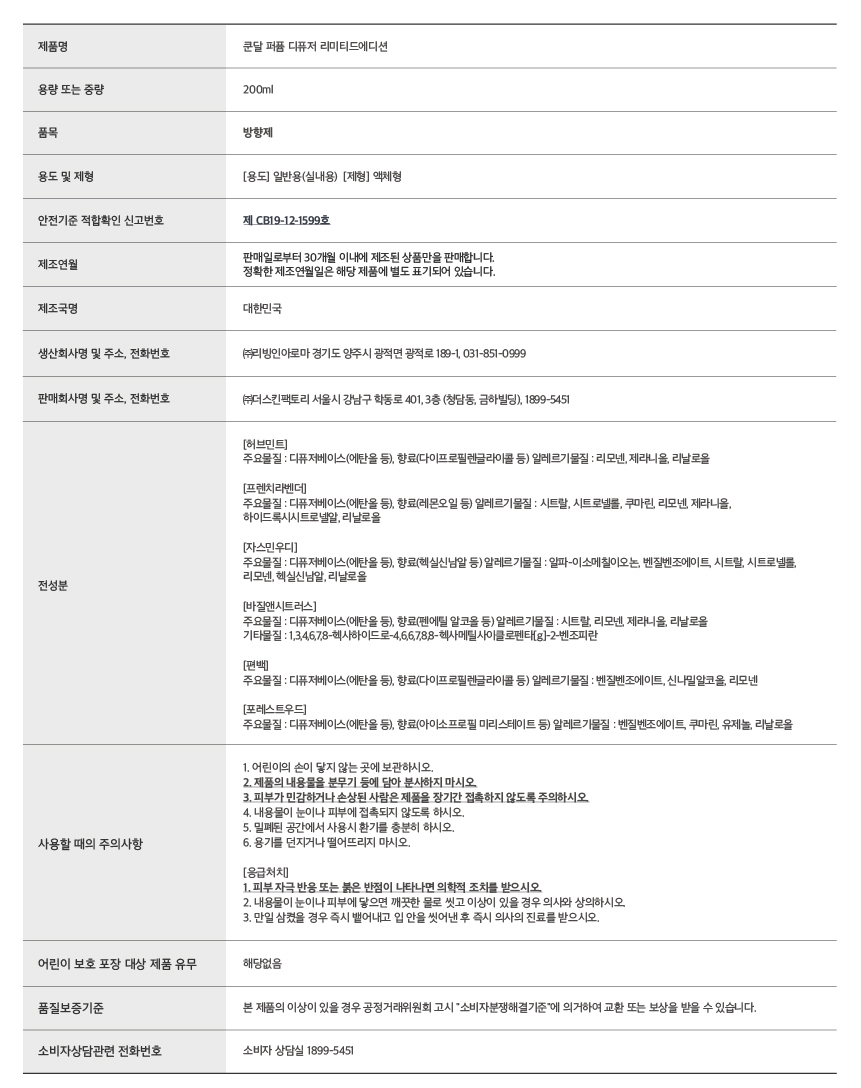 제품명
쿤달 퍼퓸 디퓨저 리미티드에디션
용량 또는 중량
200ml
품목
방향제
용도 및 제형
[용도] 일반용(실내용) [제형] 액체형
안전기준 적합확인 신고번호
제 CB19-12-1599호
제조연월
판매일로부터 30개월 이내에 제조된 상품만을 판매합니다.
정확한 제조연월일은 해당 제품에 별도 표기되어 있습니다.
제조국명
대한민국
생산회사명 및 주소, 전화번호
㈜리빙인아로마 경기도 양주시 광적면 광적로 189-1, 031-851-0999
판매회사명 및 주소, 전화번호
㈜더스킨팩토리 서울시 강남구 학동로 401, 3층 (청담동, 금하빌딩), 1899-5451
전성분
[허브민트]
주요물질 : 디퓨저베이스(에탄올 등), 향료(다이프로필렌글라이콜 등) 알레르기물질 : 리모넨, 제라니올, 리날로올
[프렌치라벤더]
주요물질 : 디퓨저베이스(에탄올 등), 향료(레몬오일 등) 알레르기물질 : 시트랄, 시트로넬롤, 쿠마린, 리모넨, 제라니올,
하이드록시시트로넬알, 리날로올
[자스민우디]
주요물질 : 디퓨저베이스(에탄올 등), 향료(헥실신남알 등) 알레르기물질 : 알파-이소메칠이오논, 벤질벤조에이트, 시트랄, 시트로넬롤,
리모넨, 헥실신남알, 리날로올
[바질앤시트러스]
주요물질 : 디퓨저베이스(에탄올 등), 향료(펜에틸 알코올 등) 알레르기물질 : 시트랄, 리모넨, 제라니올, 리날로올
기타물질 : 1,3,4,6,7,8-헥사하이드로-4,6,6,7,8,8-헥사메틸사이클로펜타[g]-2-벤조피란
[편백]
주요물질 : 디퓨저베이스(에탄올 등), 향료(다이프로필렌글라이콜 등) 알레르기물질 : 벤질벤조에이트, 신나밀알코올, 리모넨
[포레스트우드]
주요물질 : 디퓨저베이스(에탄올 등), 향료(아이소프로필 미리스테이트 등) 알레르기물질 : 벤질벤조에이트, 쿠마린, 유제놀, 리날로올
사용할 때의 주의사항
1. 어린이의 손이 닿지 않는 곳에 보관하시오.
2. 제품의 내용물을 분무기 등에 담아 분사하지 마시오.
3. 피부가 민감하거나 손상된 사람은 제품을 장기간 접촉하지 않도록 주의하시오.
4. 내용물이 눈이나 피부에 접촉되지 않도록 하시오.
5. 밀폐된 공간에서 사용시 환기를 충분히 하시오.
6. 용기를 던지거나 떨어뜨리지 마시오.
[응급처치]
1. 피부 자극 반응 또는 붉은 반점이 나타나면 의학적 조치를 받으시오.
2. 내용물이 눈이나 피부에 닿으면 깨끗한 물로 씻고 이상이 있을 경우 의사와 상의하시오.
3. 만일 삼켰을 경우 즉시 뱉어내고 입 안을 씻어낸 후 즉시 의사의 진료를 받으시오.
어린이 보호 포장 대상 제품 유무
해당없음
품질보증기준
본 제품의 이상이 있을 경우 공정거래위원회 고시 "소비자분쟁해결기준"에 의거하여 교환 또는 보상을 받을 수 있습니다.
소비자상담관련 전화번호
소비자 상담실 1899-5451